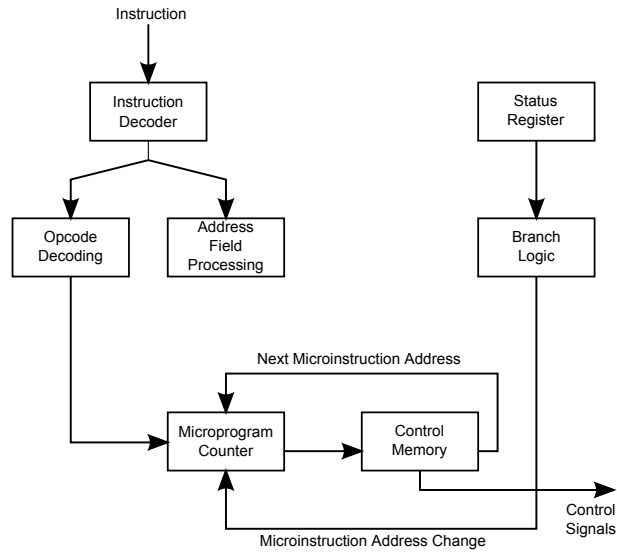 Instruction
Instruction
Decoder
Status
Register
Opcode
Decoding
Address
Field
Processing
Branch
Logic
Next Microinstruction Address
Microprogram
Counter
Control
Memory
Control
Signals
Microinstruction Address Change